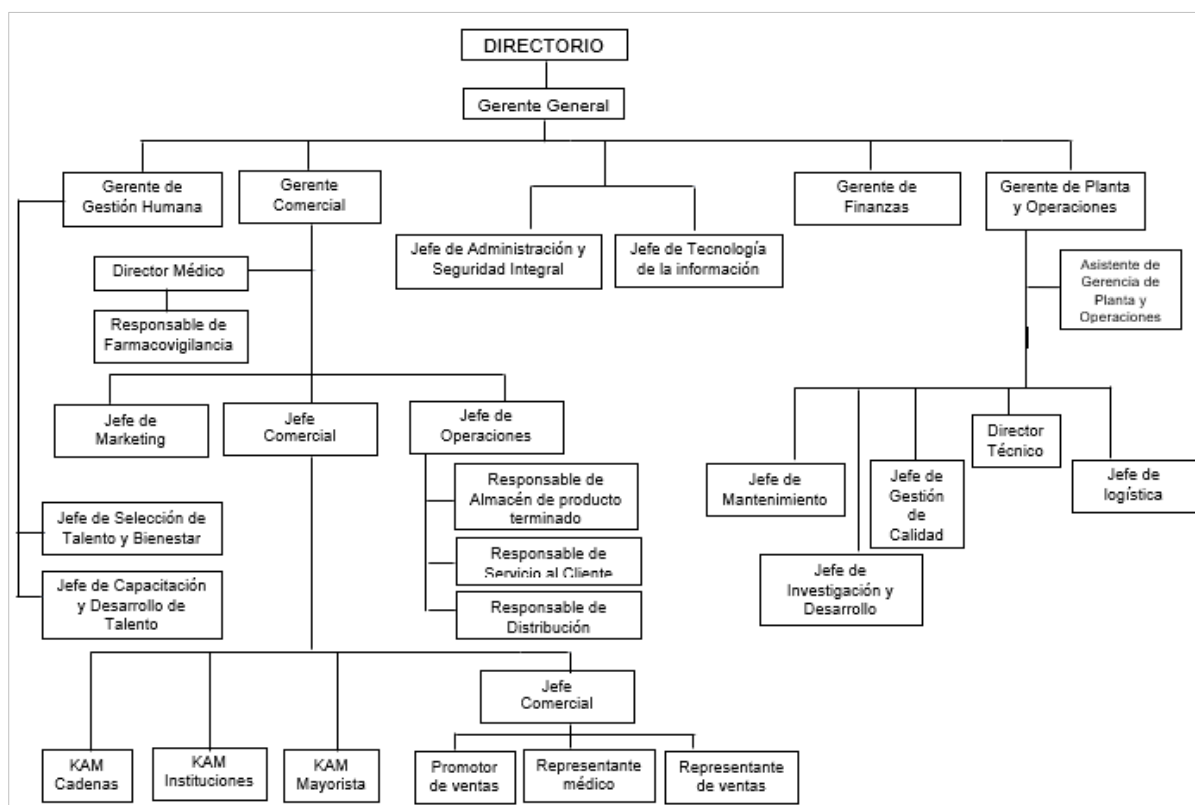 DIRECTORIO
Gerente General
Gerente de
Gestión Humana
Gerente
Comercial
Gerente de
Finanzas
Gerente de Planta
y Operaciones
Jefe de Administración y
Seguridad Integral
Jefe de Tecnología
de la información
Director Médico
Asistente de
Gerencia de
Planta y
Operaciones
Responsable de
Farmacovigilancia
Jefe de
Marketing
Jefe
Comercial
Jefe de
Operaciones
Director
Técnico
Jefe de
Mantenimiento
Jefe de
Gestión
de
Calidad
Jefe de
logística
Responsable de
Almacén de producto
terminado
Jefe de Selección de
Talento y Bienestar
Responsable de
Servicio al Cliente
Jefe de
Investigación y
Desarrollo
Jefe de Capacitación
y Desarrollo de
Talento
Responsable de
Distribución
Jefe
Comercial
KAM
Cadenas
KAM
Instituciones
KAM
Mayorista
Promotor
de ventas
Representante
médico
Representante
de ventas